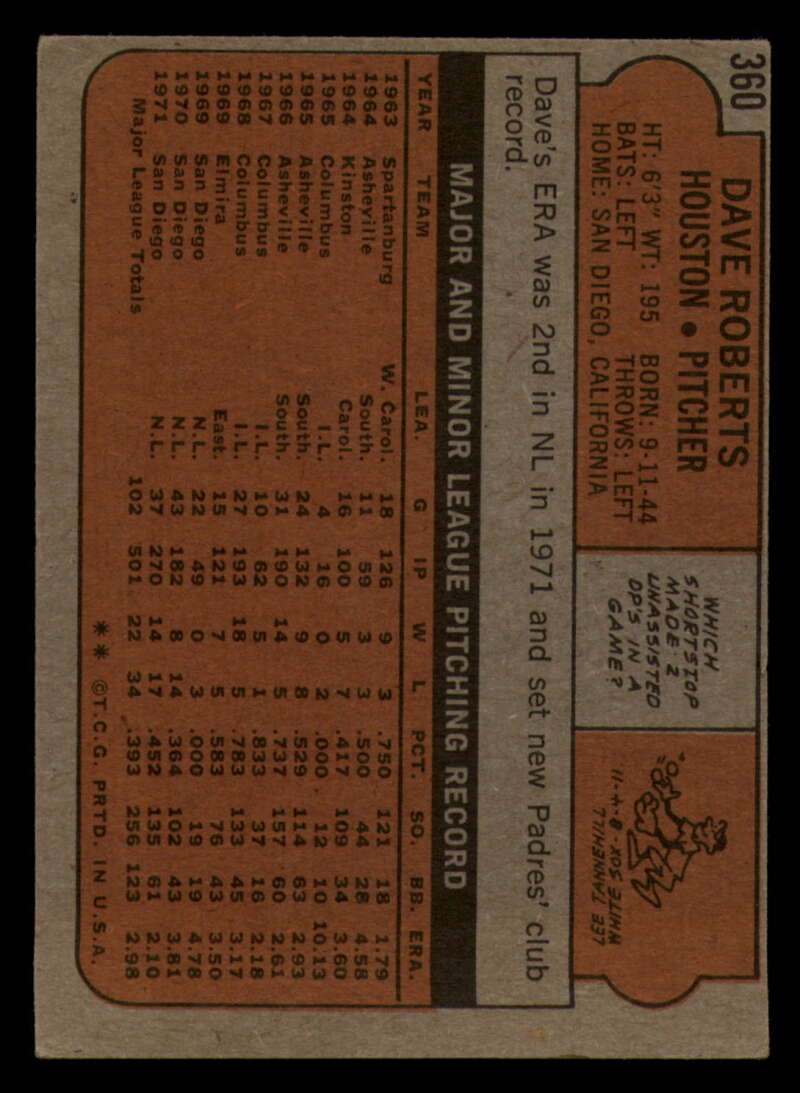 360
DAVE ROBERTS
HOUSTON • PITCHER
HT: 6'3" WT: 195 BORN: 9-11-44
BATS: LEFT THROWS: LEFT
HOME: SAN DIEGO, CALIFORNIA
WHICH
SHORTSTOP
MADE 2
UNASSISTED
DP'S IN A
GAME?
LEE TANNEHILL
WHITE SOX-8-4-11
Dave's ERA was 2nd in NL in 1971 and set new Padres' club
record.
MAJOR AND MINOR LEAGUE PITCHING RECORD
YEAR TEAM LEA. G IP W L PCT. SO. BB. ERA.
1963 Spartanburg W. Carol. 18 126 9 3 .750 121 18 1.79
1964 Asheville South. 11 59 3 3 .500 44 28 4.58
1964 Kinston Carol. 16 100 5 7 .417 109 34 3.60
1965 Columbus I.L. 4 16 0 2 .000 12 10 10.13
1965 Asheville South. 24 132 9 8 .529 114 63 2.93
1966 Asheville South. 31 190 14 5 .737 157 60 2.61
1967 Columbus I.L. 10 62 5 1 .833 37 16 2.18
1968 Columbus I.L. 27 193 18 5 .783 133 45 3.17
1969 Elmira East. 15 121 7 5 .583 76 43 3.50
1969 San Diego N.L. 22 49 0 3 .000 19 19 4.78
1970 San Diego N.L. 43 182 8 14 .364 102 43 3.81
1971 San Diego N.L. 37 270 14 17 .452 135 61 2.10
Major League Totals 102 501 22 34 .393 256 123 2.98
** ©T.C.G. PRTD. IN U.S.A.